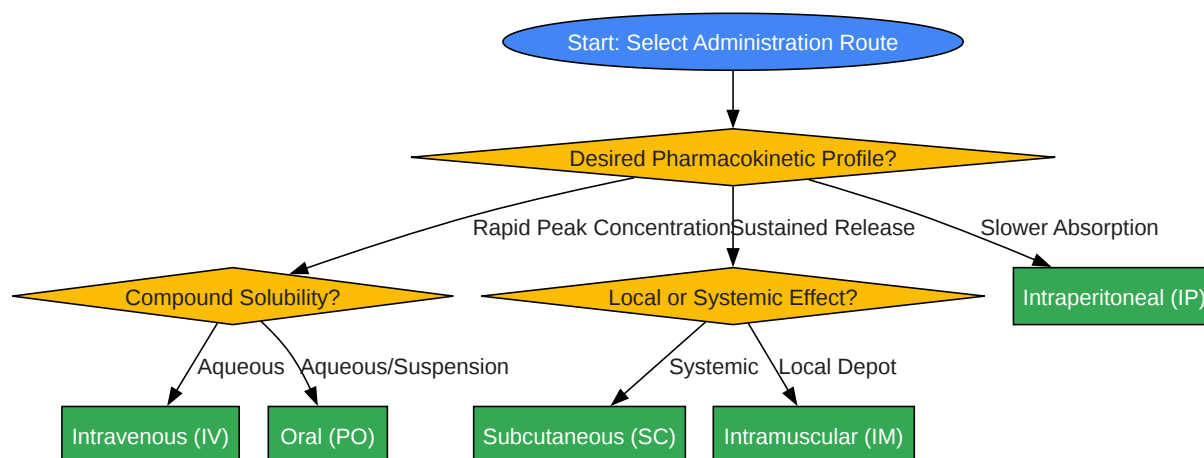 Start: Select Administration Route
Desired Pharmacokinetic Profile?
Rapid Peak Concentration
Sustained Release
Slower Absorption
Compound Solubility?
Local or Systemic Effect?
Intraperitoneal (IP)
Aqueous
Aqueous/Suspension
Systemic
Local Depot
Intravenous (IV)
Oral (PO)
Subcutaneous (SC)
Intramuscular (IM)